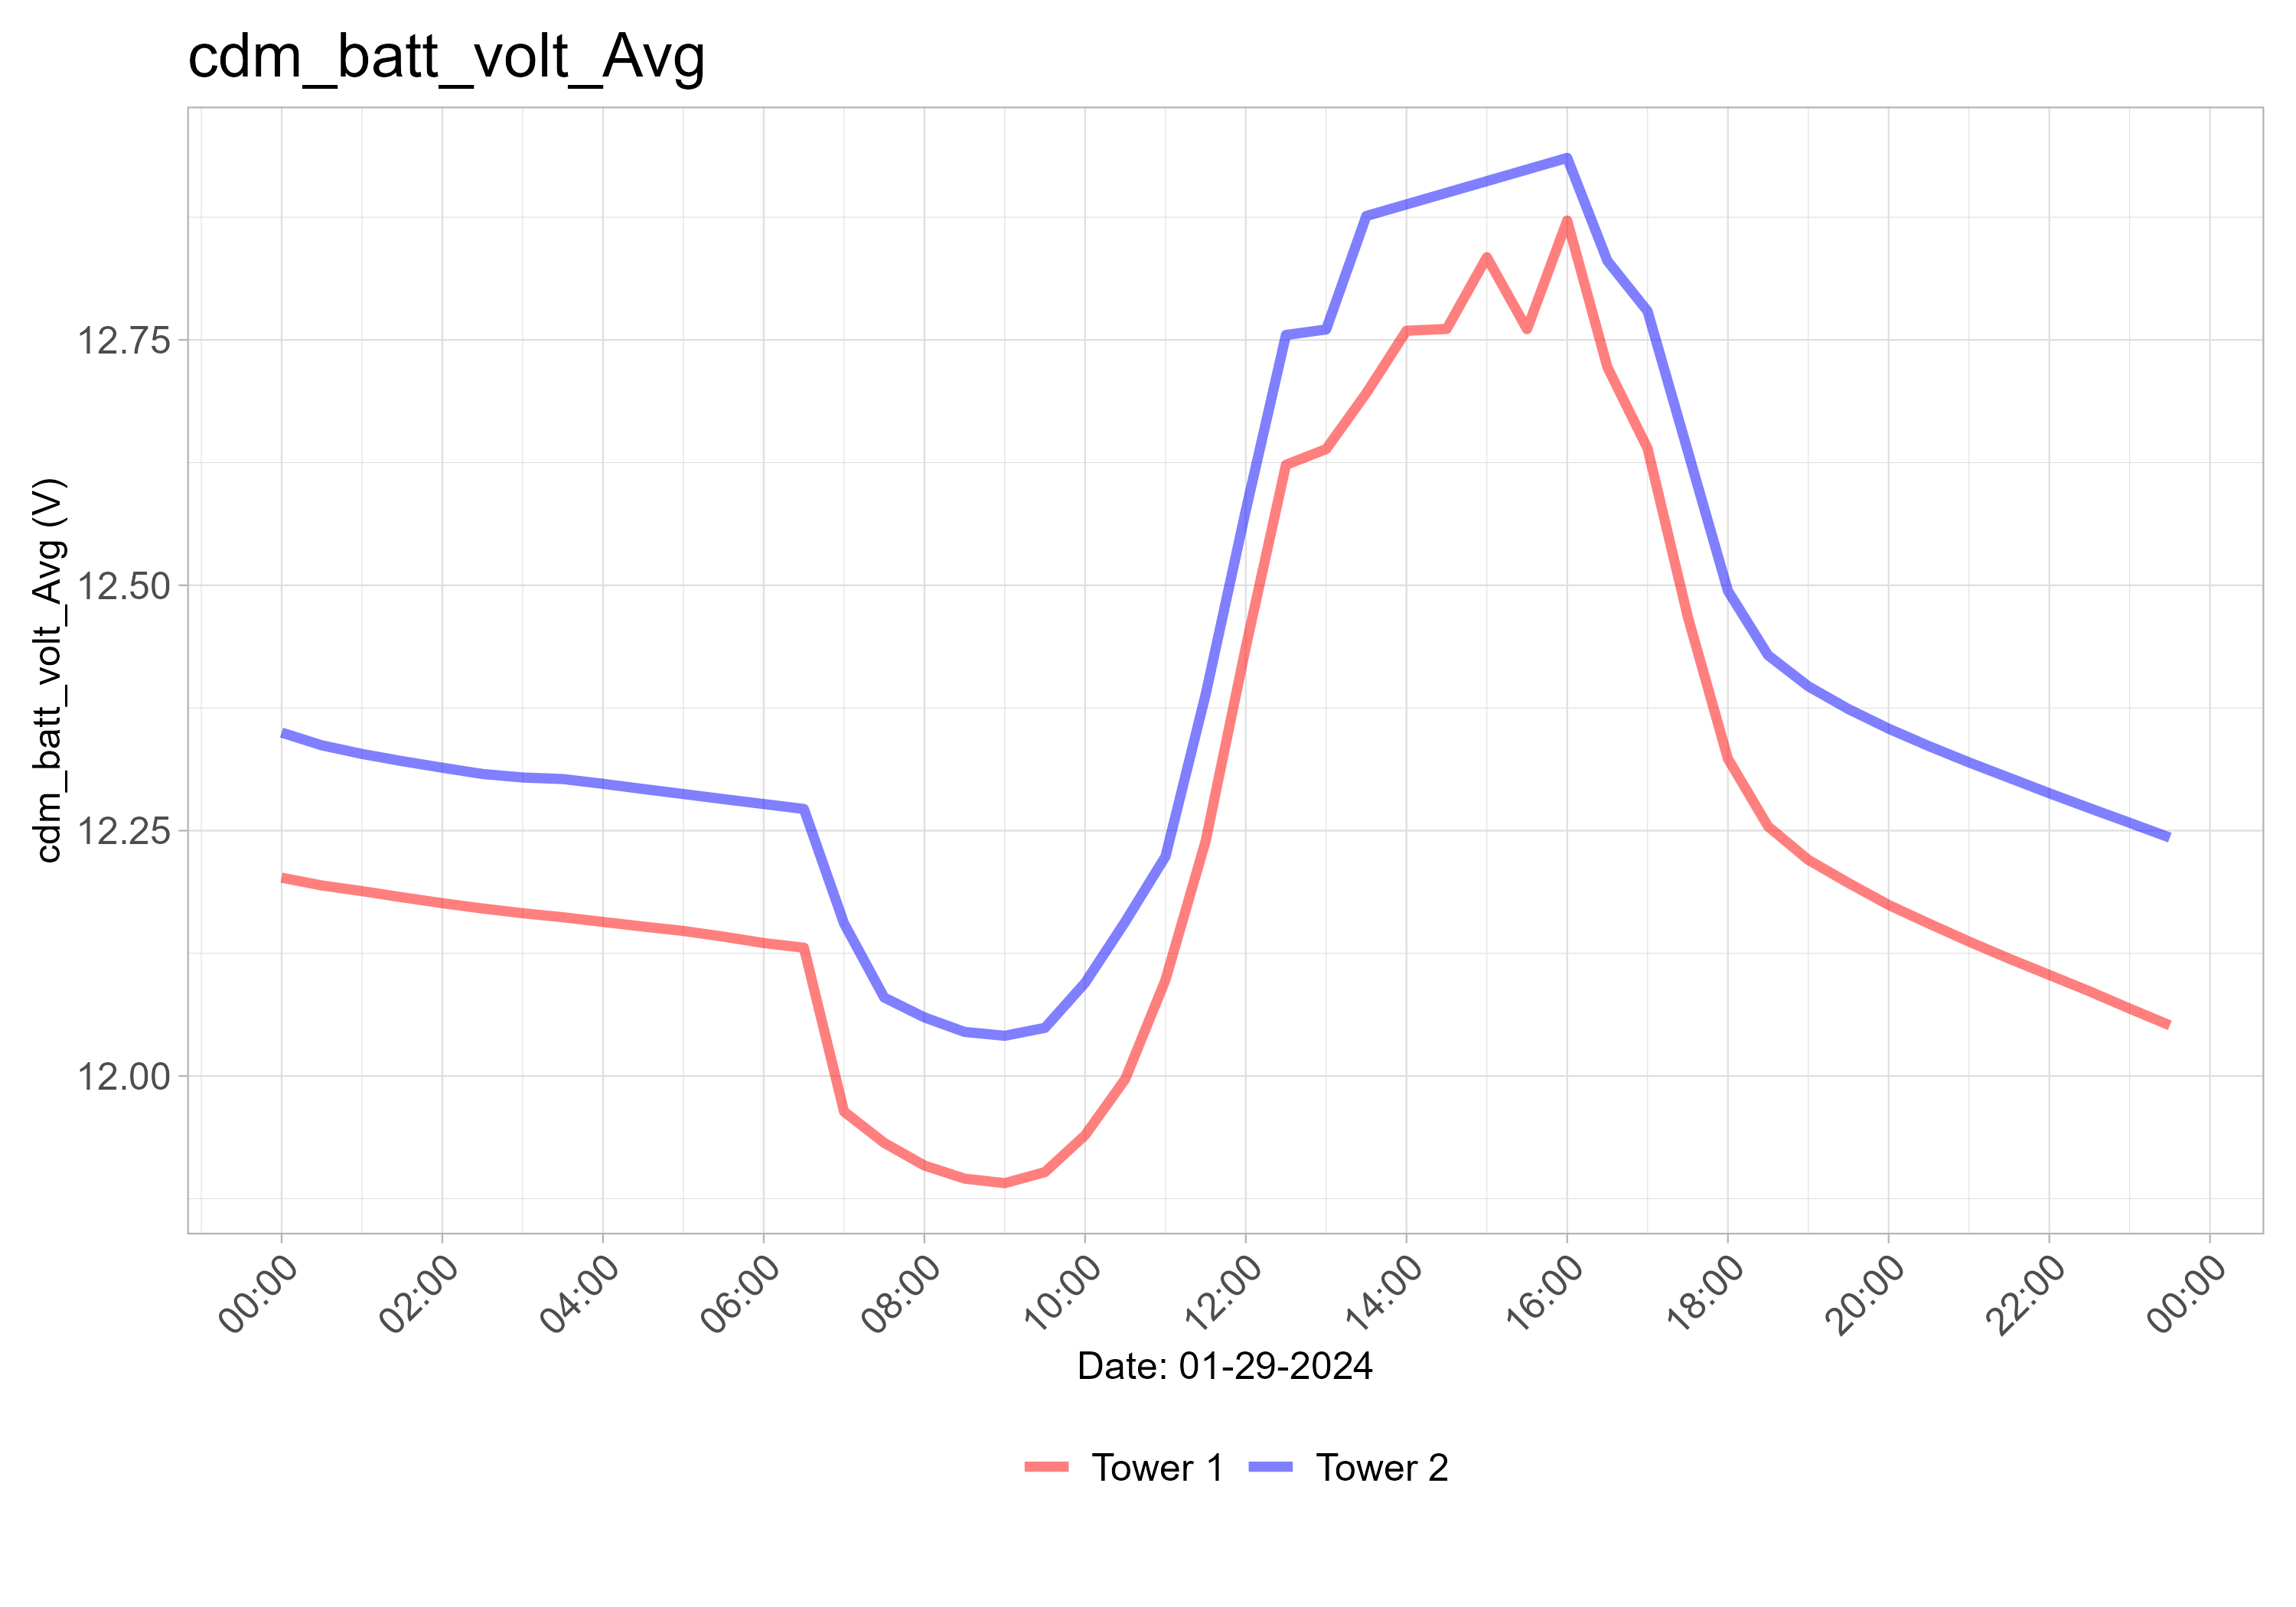 cdm_batt_volt_Avg
cdm_batt_volt_Avg (V)
12.75
12.50
12.25
12.00
00:00 02:00 04:00 06:00 08:00 10:00 12:00 14:00 16:00 18:00 20:00 22:00 00:00
Date: 01-29-2024
Tower 1 Tower 2